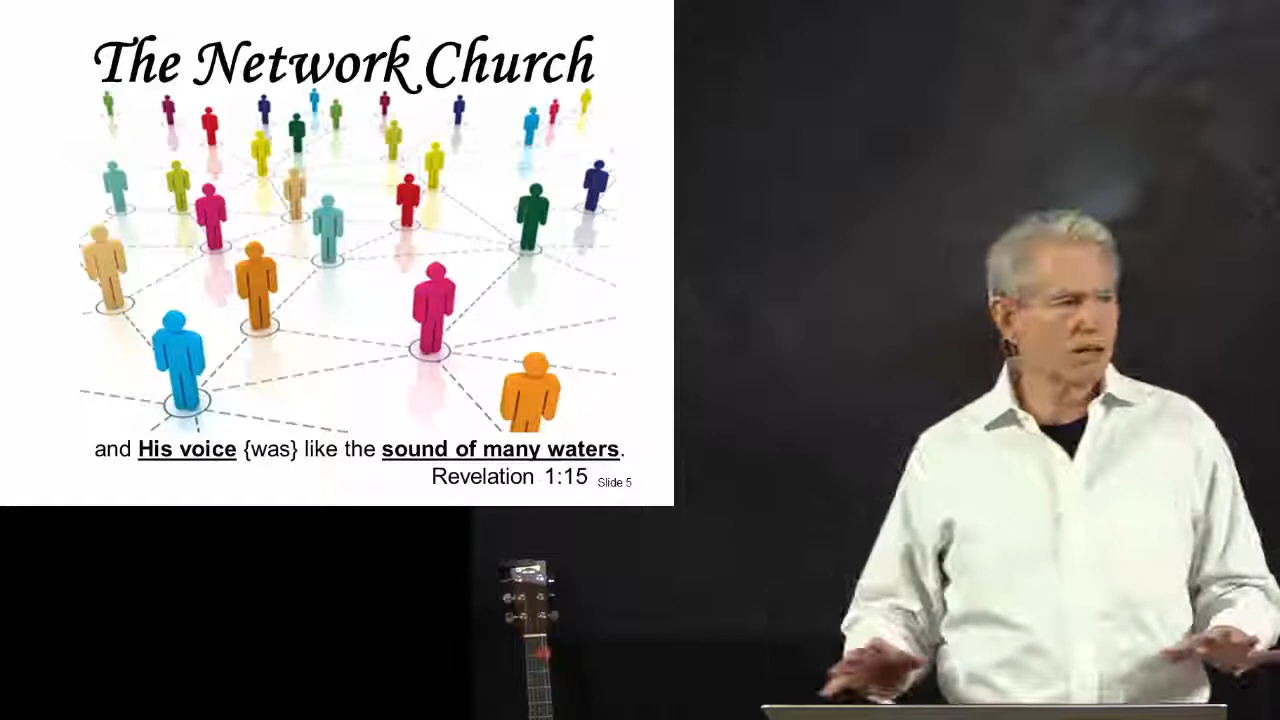 The Network Church
and His voice {was} like the sound of many waters.
Revelation 1:15
Slide 5